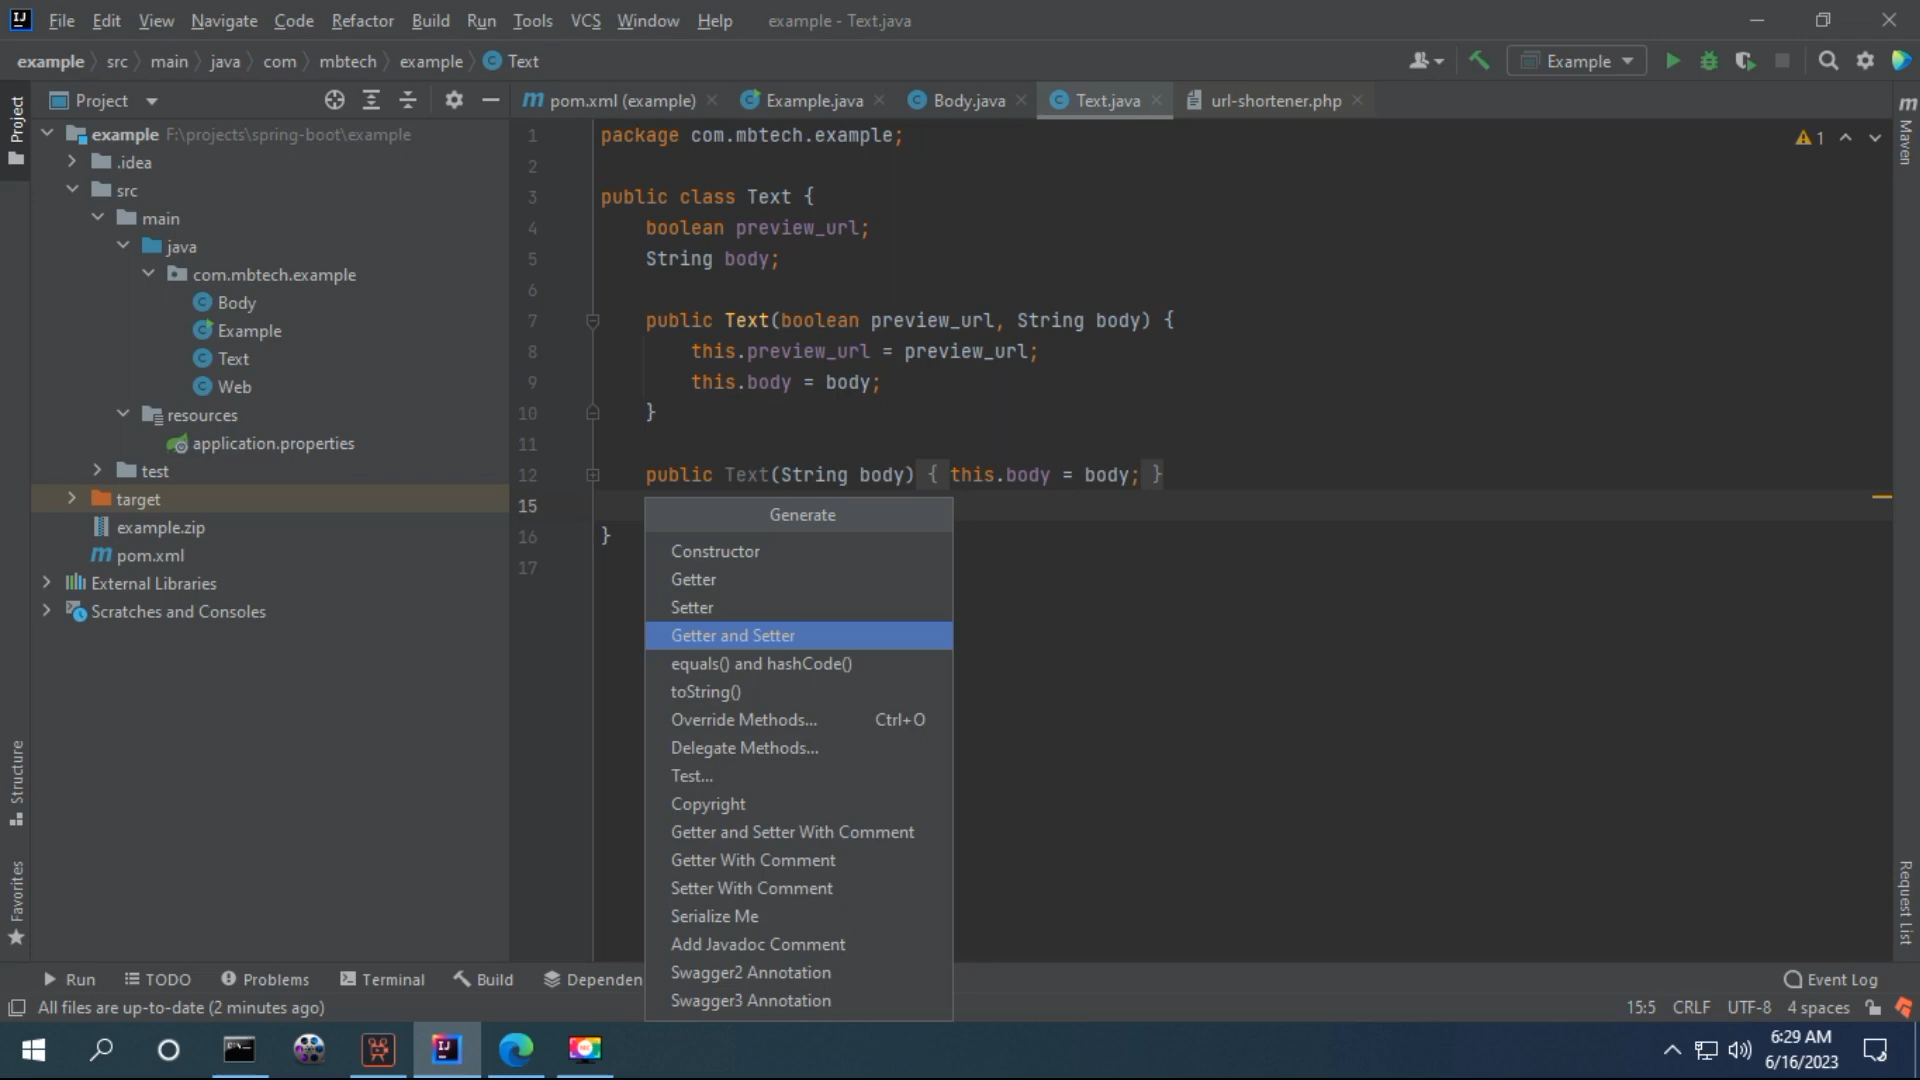 File Edit View Navigate Code Refactor Build Run Tools VCS Window Help example - Text.java
example src main java com mbtech example Text
Example
Project
pom.xml (example) Example.java Body.java Text.java url-shortener.php
Project
Structure
Favorites
example F:\projects\spring-boot\example
.idea
src
main
java
com.mbtech.example
Body
Example
Text
Web
resources
application.properties
test
target
example.zip
pom.xml
External Libraries
Scratches and Consoles
1 package com.mbtech.example;
2
3 public class Text {
4 boolean preview_url;
5 String body;
6
7 public Text(boolean preview_url, String body) {
8 this.preview_url = preview_url;
9 this.body = body;
10 }
11
12 public Text(String body) { this.body = body; }
15
16 }
17
1
Maven
Request List
Generate
Constructor
Getter
Setter
Getter and Setter
equals() and hashCode()
toString()
Override Methods... Ctrl+O
Delegate Methods...
Test...
Copyright
Getter and Setter With Comment
Getter With Comment
Setter With Comment
Serialize Me
Add Javadoc Comment
Swagger2 Annotation
Swagger3 Annotation
Run TODO Problems Terminal Build Dependen Event Log
All files are up-to-date (2 minutes ago) 15:5 CRLF UTF-8 4 spaces
6:29 AM
6/16/2023